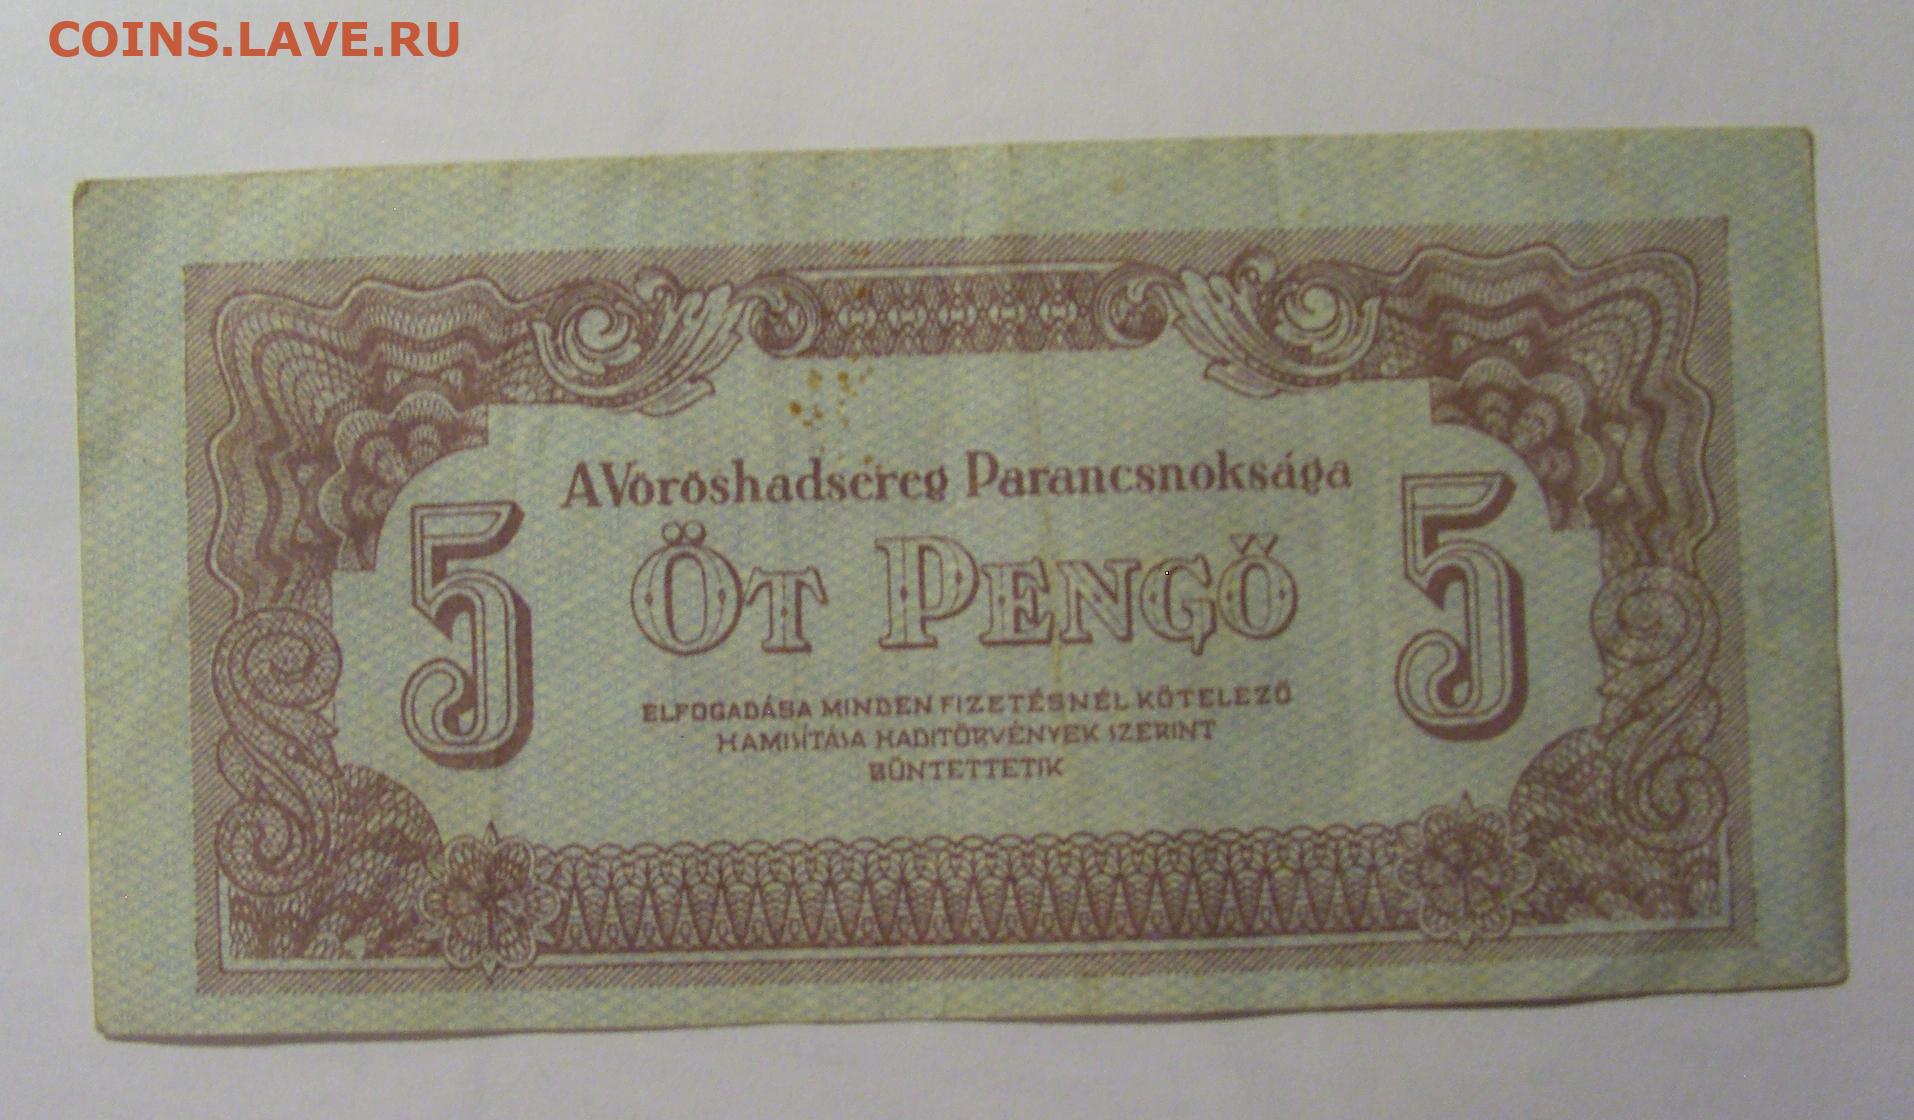 COINS.LAVE.RU
A Vöröshadsereg Parancsnoksága
5 ÖT PENGŐ 5
ELFOGADÁSA MINDEN FIZETÉSNÉL KÖTELEZŐ
HAMISÍTÁSA HADITÖRVÉNYEK SZERINT
BÜNTETTETIK